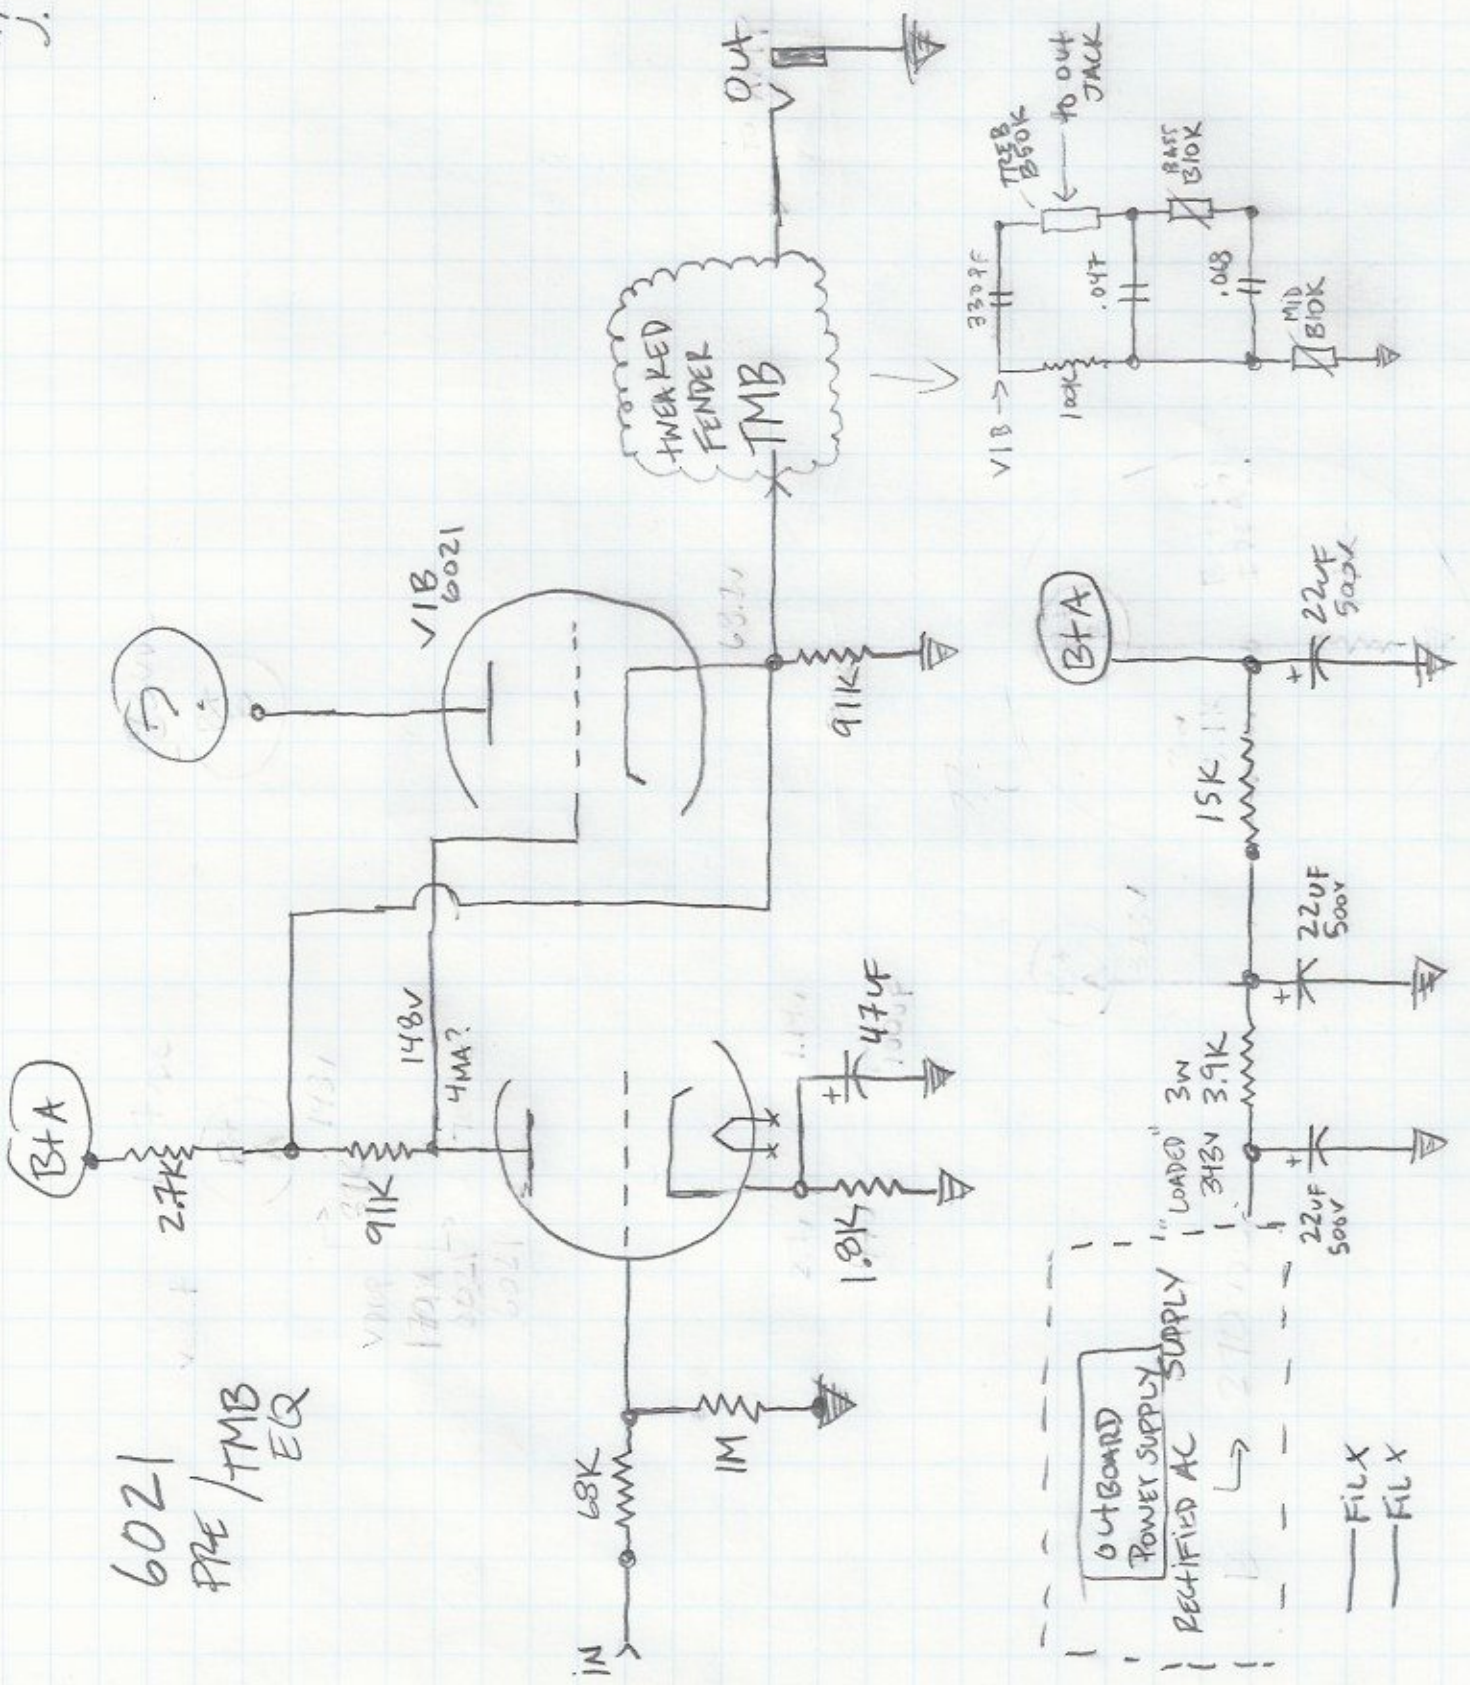 6021
PRE/TMB
EQ
B+A
2.7K
91K
148V
4MA?
?
V1B
6021
IN
68K
1M
1.8K
47uF
91K
TWEAKED
FENDER
TMB
OUT
OUTBOARD
POWER SUPPLY
RECTIFIED AC SUPPLY
"LOADED"
343V
3W
3.9K
22uF
500V
22UF
500V
15K
B+A
22uF
500V
V1B
100K
330PF
.047
.068
TREB
B50K
to OUT
JACK
BASS
B10K
MID
B10K
FiL X
FiL X